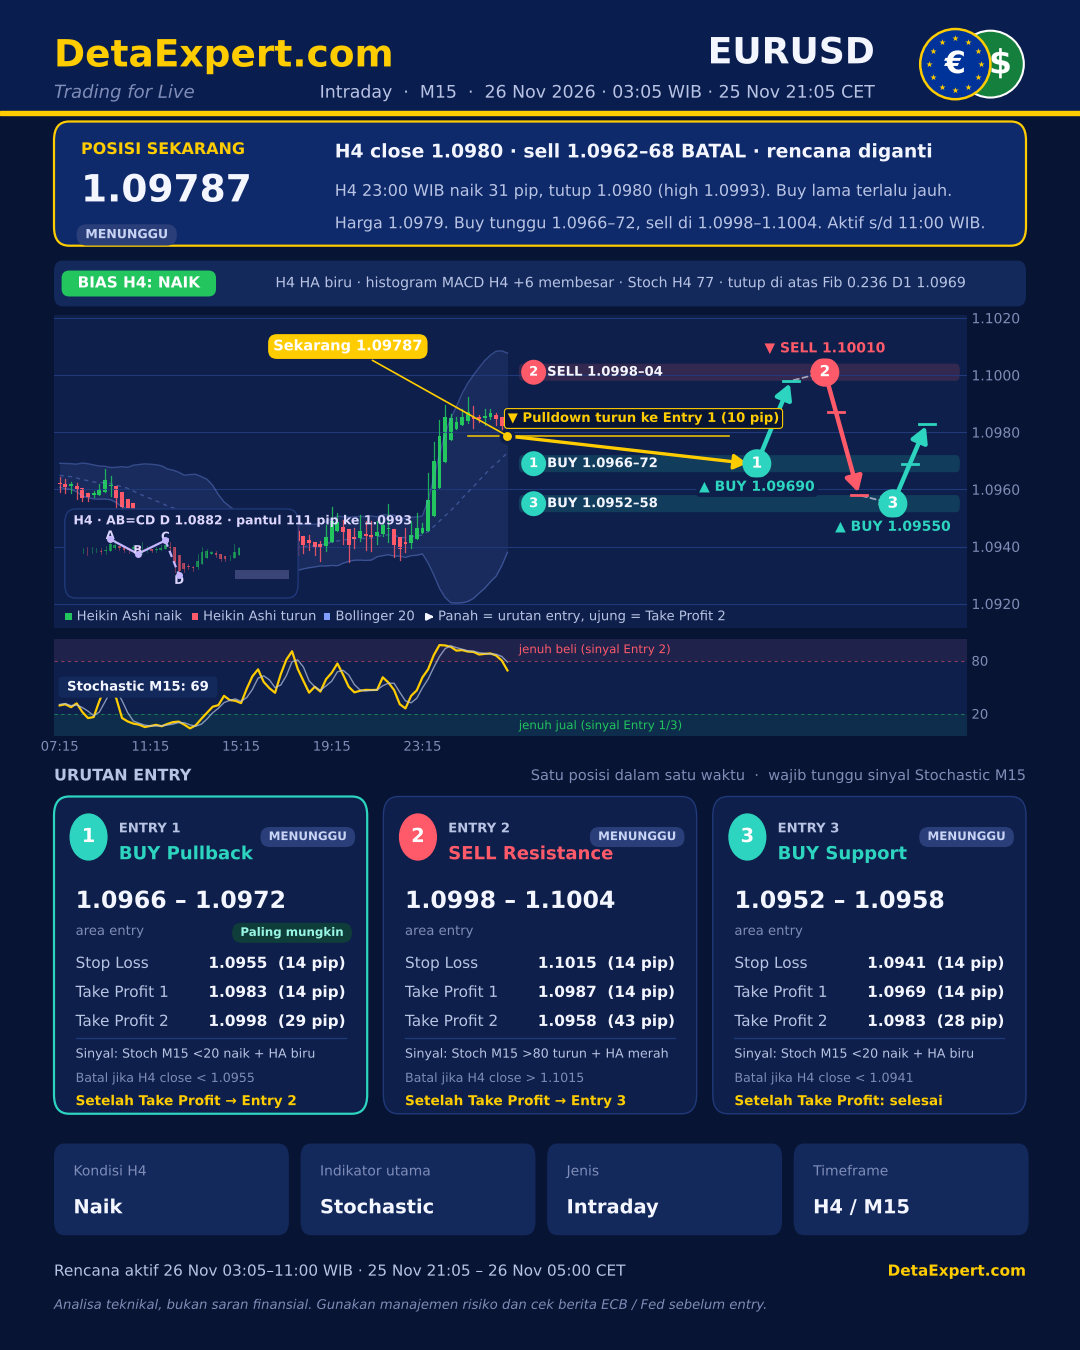 DetaExpert.com
EURUSD
€ $
Trading for Live
Intraday · M15 · 26 Nov 2026 · 03:05 WIB · 25 Nov 21:05 CET
POSISI SEKARANG
1.09787
MENUNGGU
H4 close 1.0980 · sell 1.0962–68 BATAL · rencana diganti
H4 23:00 WIB naik 31 pip, tutup 1.0980 (high 1.0993). Buy lama terlalu jauh.
Harga 1.0979. Buy tunggu 1.0966–72, sell di 1.0998–1.1004. Aktif s/d 11:00 WIB.
BIAS H4: NAIK
H4 HA biru · histogram MACD H4 +6 membesar · Stoch H4 77 · tutup di atas Fib 0.236 D1 1.0969
1.1020
Sekarang 1.09787
▼ SELL 1.10010
2 SELL 1.0998–04
2
1.1000
▼ Pulldown turun ke Entry 1 (10 pip)
1.0980
1 BUY 1.0966–72
1
▲ BUY 1.09690
1.0960
3 BUY 1.0952–58
3
▲ BUY 1.09550
H4 · AB=CD D 1.0882 · pantul 111 pip ke 1.0993
A
B
C
D
1.0940
1.0920
Heikin Ashi naik
Heikin Ashi turun
Bollinger 20
Panah = urutan entry, ujung = Take Profit 2
jenuh beli (sinyal Entry 2)
80
Stochastic M15: 69
20
jenuh jual (sinyal Entry 1/3)
07:15 11:15 15:15 19:15 23:15
URUTAN ENTRY
Satu posisi dalam satu waktu · wajib tunggu sinyal Stochastic M15
1
ENTRY 1
MENUNGGU
BUY Pullback
1.0966 – 1.0972
area entry
Paling mungkin
Stop Loss 1.0955 (14 pip)
Take Profit 1 1.0983 (14 pip)
Take Profit 2 1.0998 (29 pip)
Sinyal: Stoch M15 <20 naik + HA biru
Batal jika H4 close < 1.0955
Setelah Take Profit → Entry 2
2
ENTRY 2
MENUNGGU
SELL Resistance
1.0998 – 1.1004
area entry
Stop Loss 1.1015 (14 pip)
Take Profit 1 1.0987 (14 pip)
Take Profit 2 1.0958 (43 pip)
Sinyal: Stoch M15 >80 turun + HA merah
Batal jika H4 close > 1.1015
Setelah Take Profit → Entry 3
3
ENTRY 3
MENUNGGU
BUY Support
1.0952 – 1.0958
area entry
Stop Loss 1.0941 (14 pip)
Take Profit 1 1.0969 (14 pip)
Take Profit 2 1.0983 (28 pip)
Sinyal: Stoch M15 <20 naik + HA biru
Batal jika H4 close < 1.0941
Setelah Take Profit: selesai
Kondisi H4
Naik
Indikator utama
Stochastic
Jenis
Intraday
Timeframe
H4 / M15
Rencana aktif 26 Nov 03:05–11:00 WIB · 25 Nov 21:05 – 26 Nov 05:00 CET
DetaExpert.com
Analisa teknikal, bukan saran finansial. Gunakan manajemen risiko dan cek berita ECB / Fed sebelum entry.